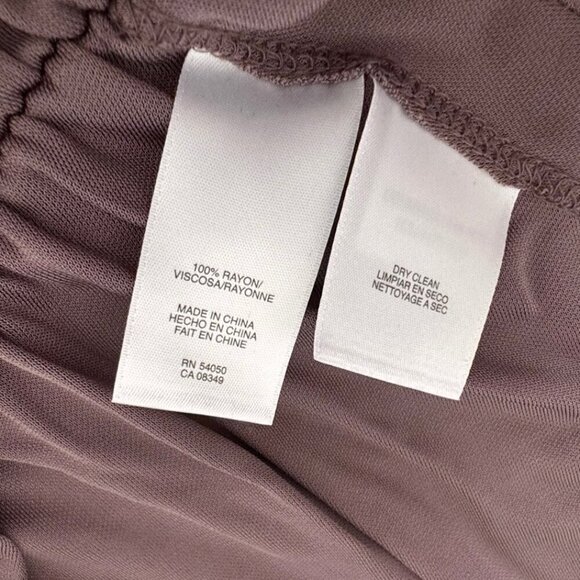 100% RAYON/
VISCOSA/RAYONNE
MADE IN CHINA
HECHO EN CHINA
FAIT EN CHINE
RN 54050
CA 08349
DRY CLEAN
LIMPIAR EN SECO
NETTOYAGE A SEC